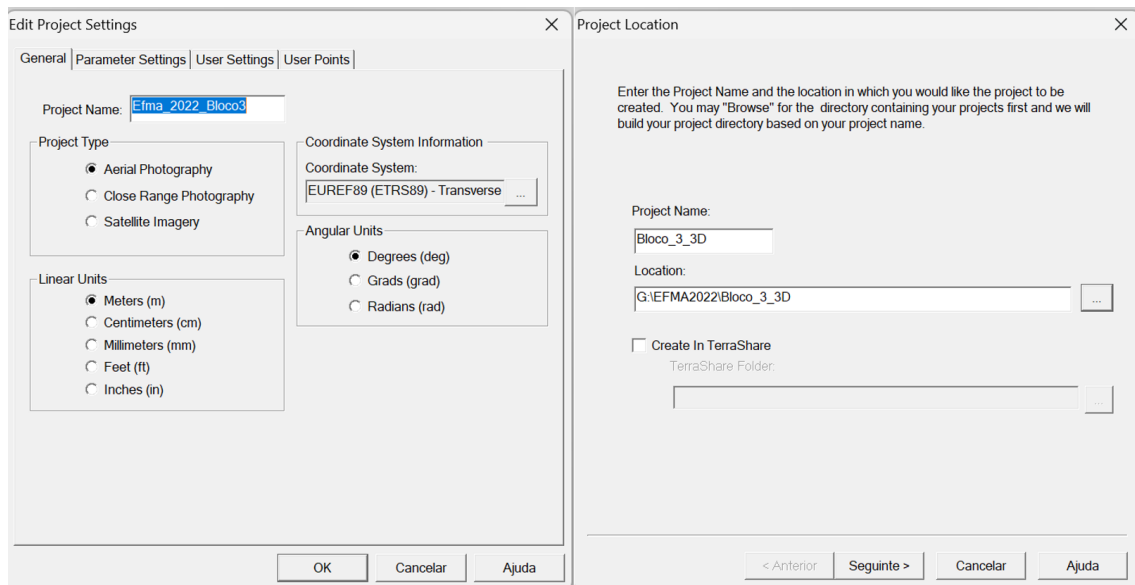 Edit Project Settings
General
Parameter Settings
User Settings
User Points
Project Name:
Efma_2022_Bloco3
Project Type
Aerial Photography
Close Range Photography
Satellite Imagery
Linear Units
Meters (m)
Centimeters (cm)
Millimeters (mm)
Feet (ft)
Inches (in)
Coordinate System Information
Coordinate System:
EUREF89 (ETRS89) - Transverse
...
Angular Units
Degrees (deg)
Grads (grad)
Radians (rad)
OK
Cancelar
Ajuda
Project Location
Enter the Project Name and the location in which you would like the project to be
created. You may "Browse" for the directory containing your projects first and we will
build your project directory based on your project name.
Project Name:
Bloco_3_3D
Location:
G:\EFMA2022\Bloco_3_3D
...
Create In TerraShare
TerraShare Folder:
...
< Anterior
Seguinte >
Cancelar
Ajuda